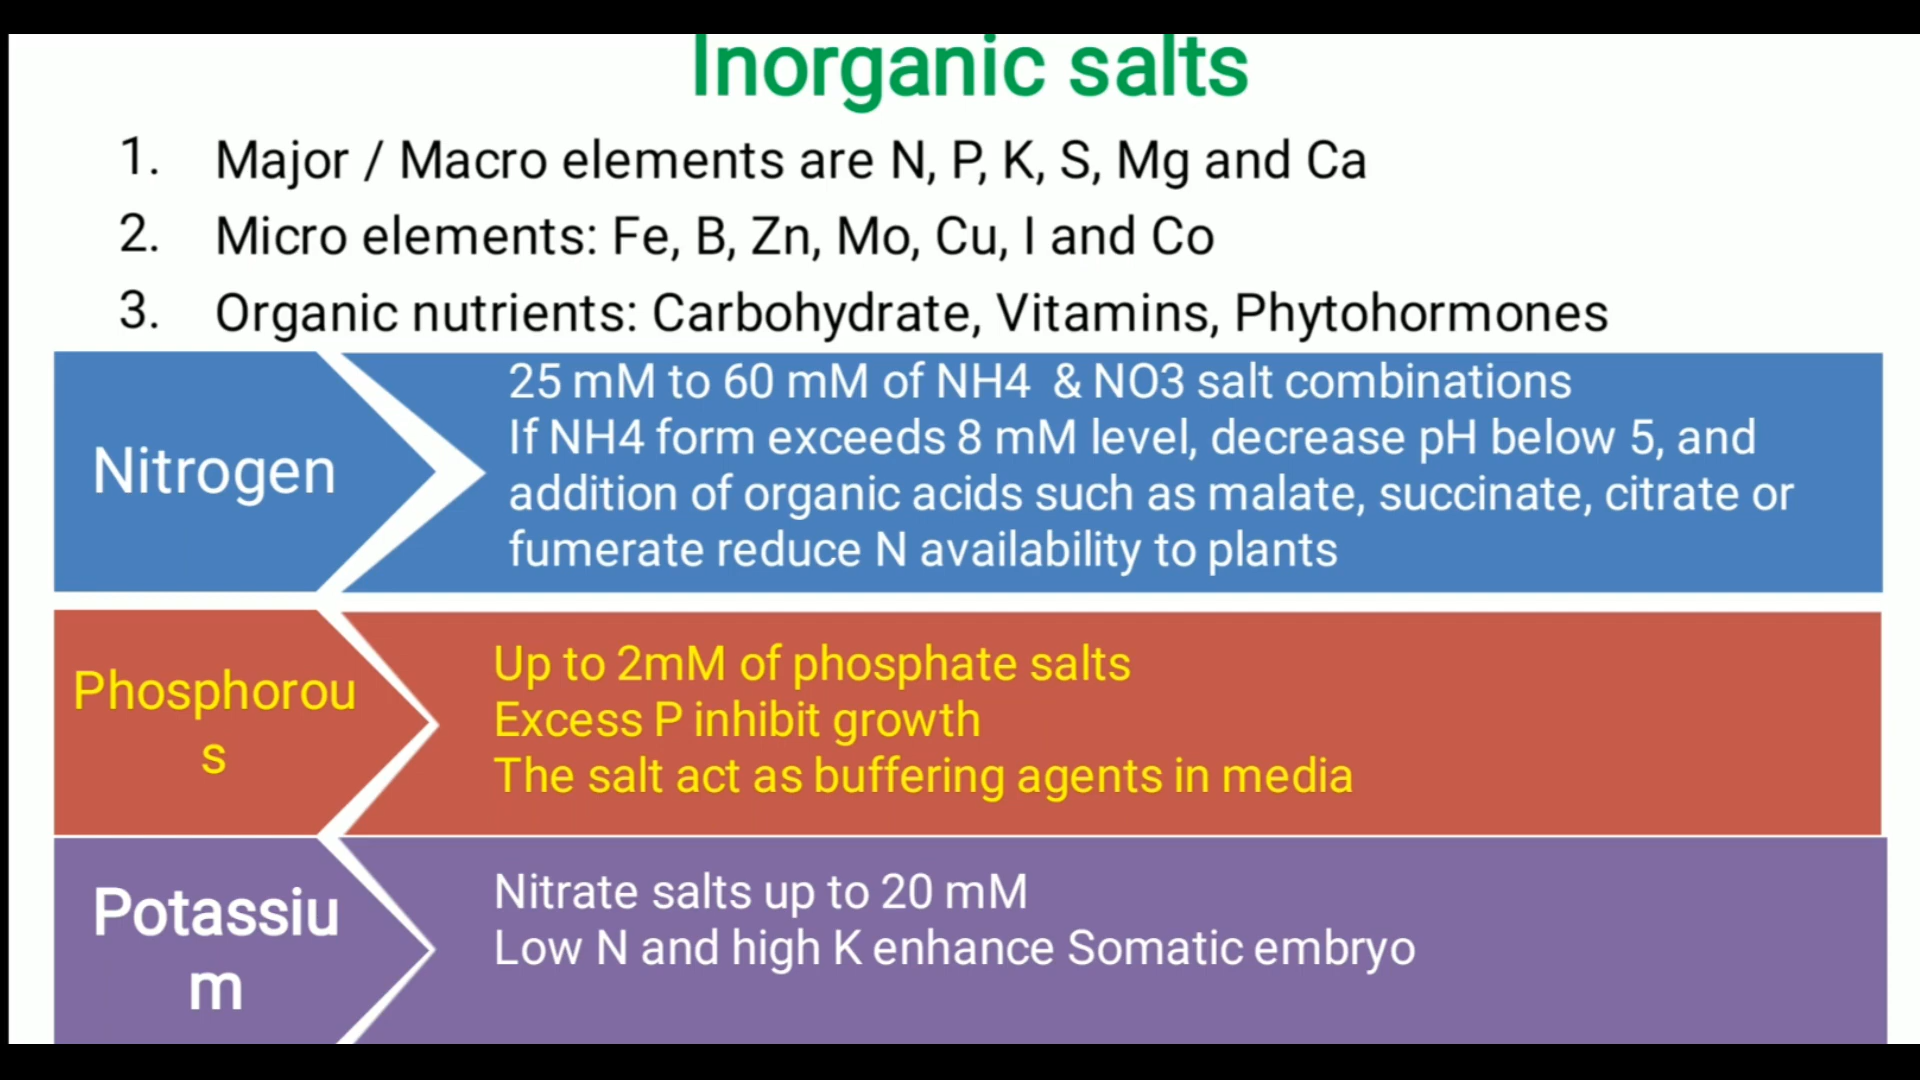 Inorganic salts
1. Major / Macro elements are N, P, K, S, Mg and Ca
2. Micro elements: Fe, B, Zn, Mo, Cu, I and Co
3. Organic nutrients: Carbohydrate, Vitamins, Phytohormones
Nitrogen
25 mM to 60 mM of NH4 & NO3 salt combinations
If NH4 form exceeds 8 mM level, decrease pH below 5, and
addition of organic acids such as malate, succinate, citrate or
fumerate reduce N availability to plants
Phosphorou
s
Up to 2mM of phosphate salts
Excess P inhibit growth
The salt act as buffering agents in media
Potassiu
m
Nitrate salts up to 20 mM
Low N and high K enhance Somatic embryo